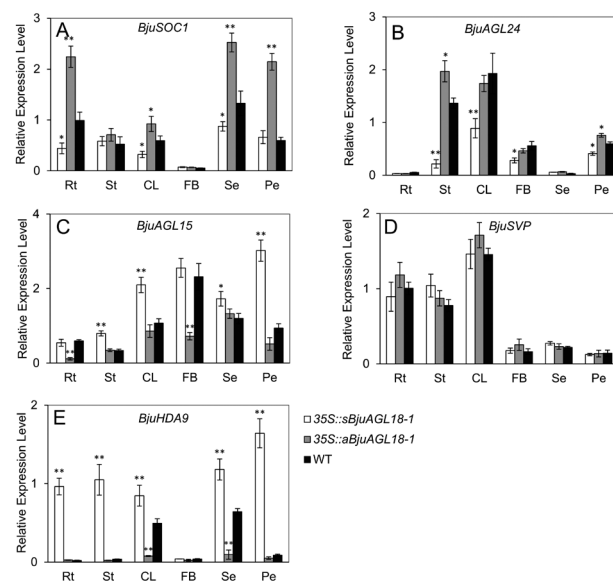 A
BjuSOC1
Relative Expression Level
3
2
1
0
* ** * * * ** **
Rt St CL FB Se Pe
B
BjuAGL24
Relative Expression Level
3
2
1
0
** * ** * * *
Rt St CL FB Se Pe
C
BjuAGL15
Relative Expression Level
4
2
0
** ** ** ** * **
Rt St CL FB Se Pe
D
BjuSVP
Relative Expression Level
3
2
1
0
Rt St CL FB Se Pe
E
BjuHDA9
Relative Expression Level
2
1
0
** ** ** ** ** ** **
Rt St CL FB Se Pe
35S::sBjuAGL18-1
35S::aBjuAGL18-1
WT